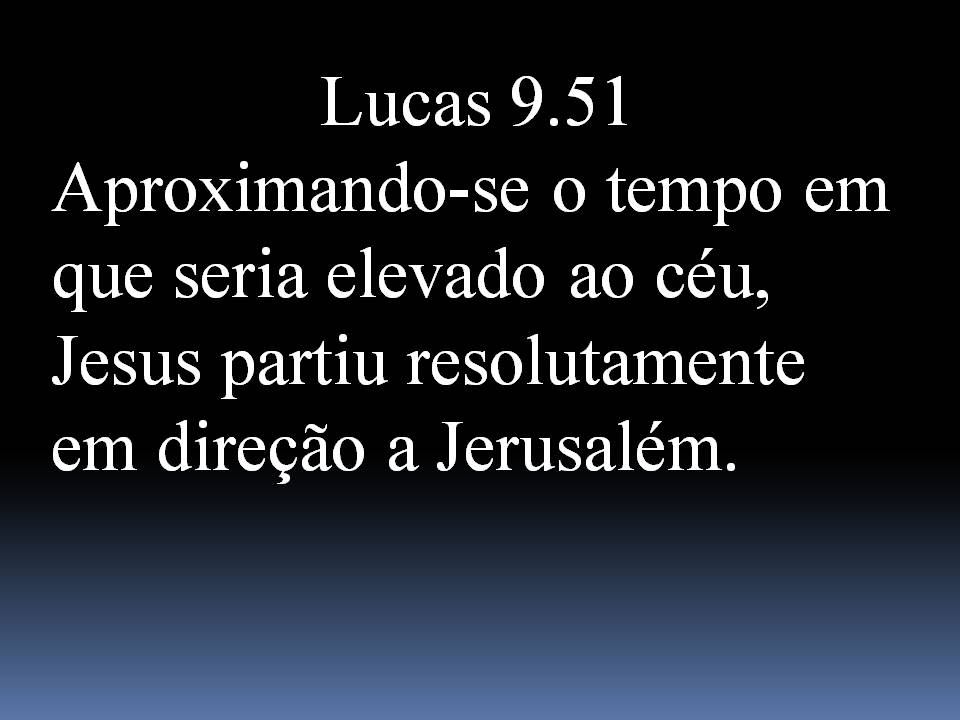 Lucas 9.51
Aproximando-se o tempo em
que seria elevado ao céu,
Jesus partiu resolutamente
em direção a Jerusalém.